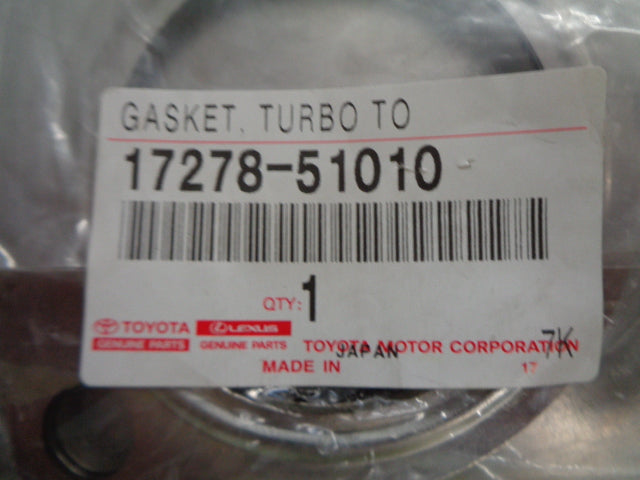 GASKET, TURBO TO
17278-51010
QTY: 1
TOYOTA LEXUS
GENUINE PARTS GENUINE PARTS TOYOTA MOTOR CORPORATION 7K
MADE IN JAPAN 17